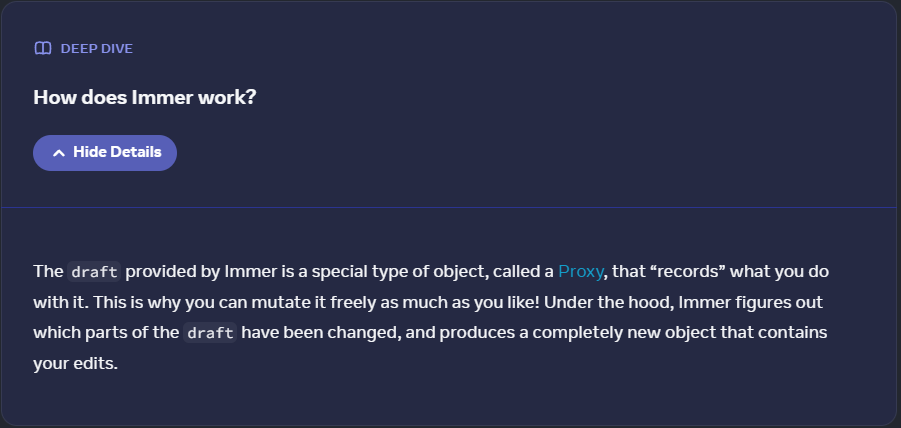 DEEP DIVE
How does Immer work?
Hide Details
The draft provided by Immer is a special type of object, called a Proxy, that “records” what you do
with it. This is why you can mutate it freely as much as you like! Under the hood, Immer figures out
which parts of the draft have been changed, and produces a completely new object that contains
your edits.